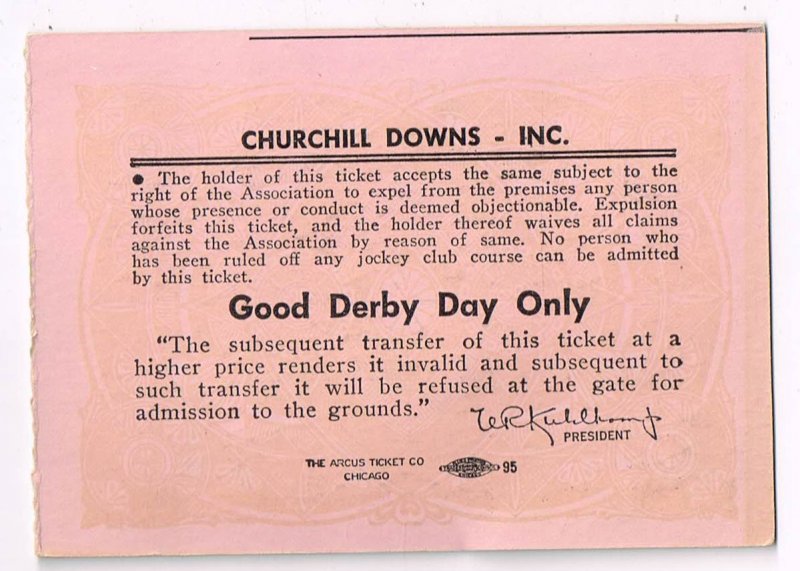 CHURCHILL DOWNS - INC.
● The holder of this ticket accepts the same subject to the
right of the Association to expel from the premises any person
whose presence or conduct is deemed objectionable. Expulsion
forfeits this ticket, and the holder thereof waives all claims
against the Association by reason of same. No person who
has been ruled off any jockey club course can be admitted
by this ticket.
Good Derby Day Only
"The subsequent transfer of this ticket at a
higher price renders it invalid and subsequent to
such transfer it will be refused at the gate for
admission to the grounds."
PRESIDENT
THE ARCUS TICKET CO
CHICAGO
95